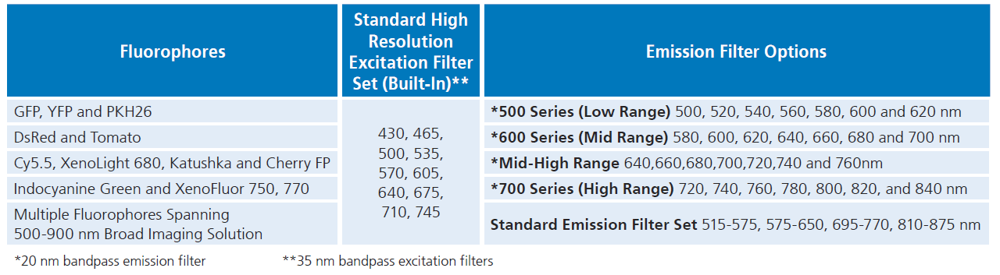 Fluorophores
Standard High
Resolution
Excitation Filter
Set (Built-In)**
Emission Filter Options
GFP, YFP and PKH26
*500 Series (Low Range) 500, 520, 540, 560, 580, 600 and 620 nm
DsRed and Tomato
*600 Series (Mid Range) 580, 600, 620, 640, 660, 680 and 700 nm
Cy5.5, XenoLight 680, Katushka and Cherry FP
*Mid-High Range 640,660,680,700,720,740 and 760nm
Indocyanine Green and XenoFluor 750, 770
*700 Series (High Range) 720, 740, 760, 780, 800, 820, and 840 nm
Multiple Fluorophores Spanning
500-900 nm Broad Imaging Solution
Standard Emission Filter Set 515-575, 575-650, 695-770, 810-875 nm
430, 465,
500, 535,
570, 605,
640, 675,
710, 745
*20 nm bandpass emission filter
**35 nm bandpass excitation filters